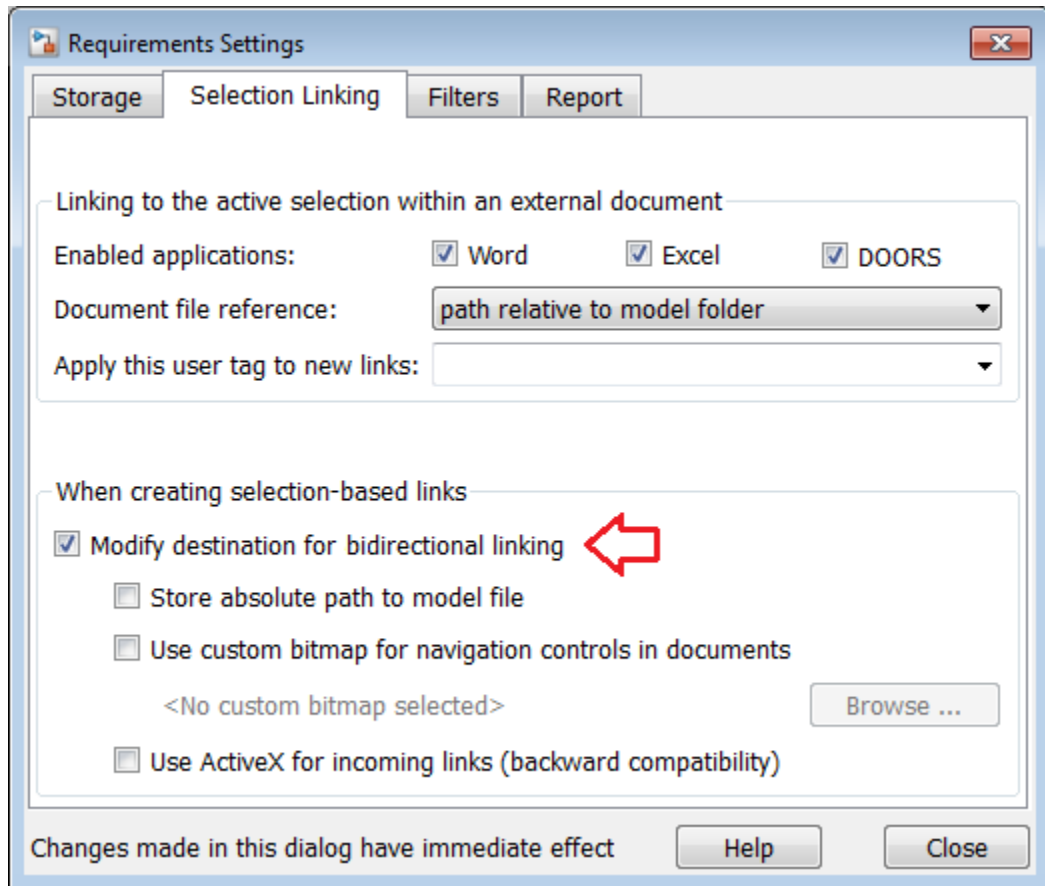 Requirements Settings
Storage Selection Linking Filters Report
Linking to the active selection within an external document
Enabled applications: Word Excel DOORS
Document file reference: path relative to model folder
Apply this user tag to new links:
When creating selection-based links
Modify destination for bidirectional linking
Store absolute path to model file
Use custom bitmap for navigation controls in documents
<No custom bitmap selected> Browse ...
Use ActiveX for incoming links (backward compatibility)
Changes made in this dialog have immediate effect Help Close